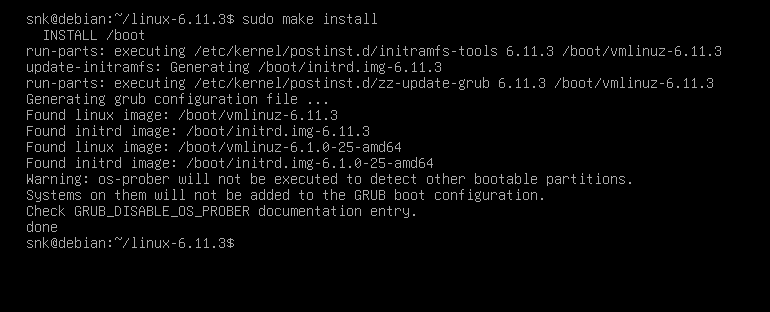 snk@debian:~/linux-6.11.3$ sudo make install
  INSTALL /boot
run-parts: executing /etc/kernel/postinst.d/initramfs-tools 6.11.3 /boot/vmlinuz-6.11.3
update-initramfs: Generating /boot/initrd.img-6.11.3
run-parts: executing /etc/kernel/postinst.d/zz-update-grub 6.11.3 /boot/vmlinuz-6.11.3
Generating grub configuration file ...
Found linux image: /boot/vmlinuz-6.11.3
Found initrd image: /boot/initrd.img-6.11.3
Found linux image: /boot/vmlinuz-6.1.0-25-amd64
Found initrd image: /boot/initrd.img-6.1.0-25-amd64
Warning: os-prober will not be executed to detect other bootable partitions.
Systems on them will not be added to the GRUB boot configuration.
Check GRUB_DISABLE_OS_PROBER documentation entry.
done
snk@debian:~/linux-6.11.3$